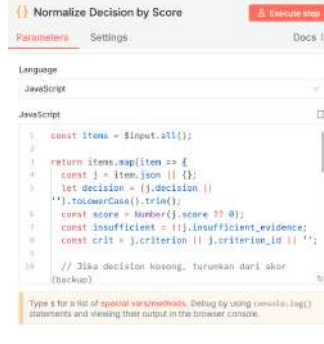 {} Normalize Decision by Score
Execute step
Parameters Settings Docs
Language
JavaScript
JavaScript
1 const items = $input.all();
2
3 return items.map(item => {
4 const j = item.json || {};
5 let decision = (j.decision ||
'').toLowerCase().trim();
6 const score = Number(j.score ?? 0);
7 const insufficient = !!j.insufficient_evidence;
8 const crit = j.criterion || j.criterion_id || '';
9
10 // Jika decision kosong, turunkan dari skor
(backup)
Type $ for a list of special vars/methods. Debug by using console.log()
statements and viewing their output in the browser console.